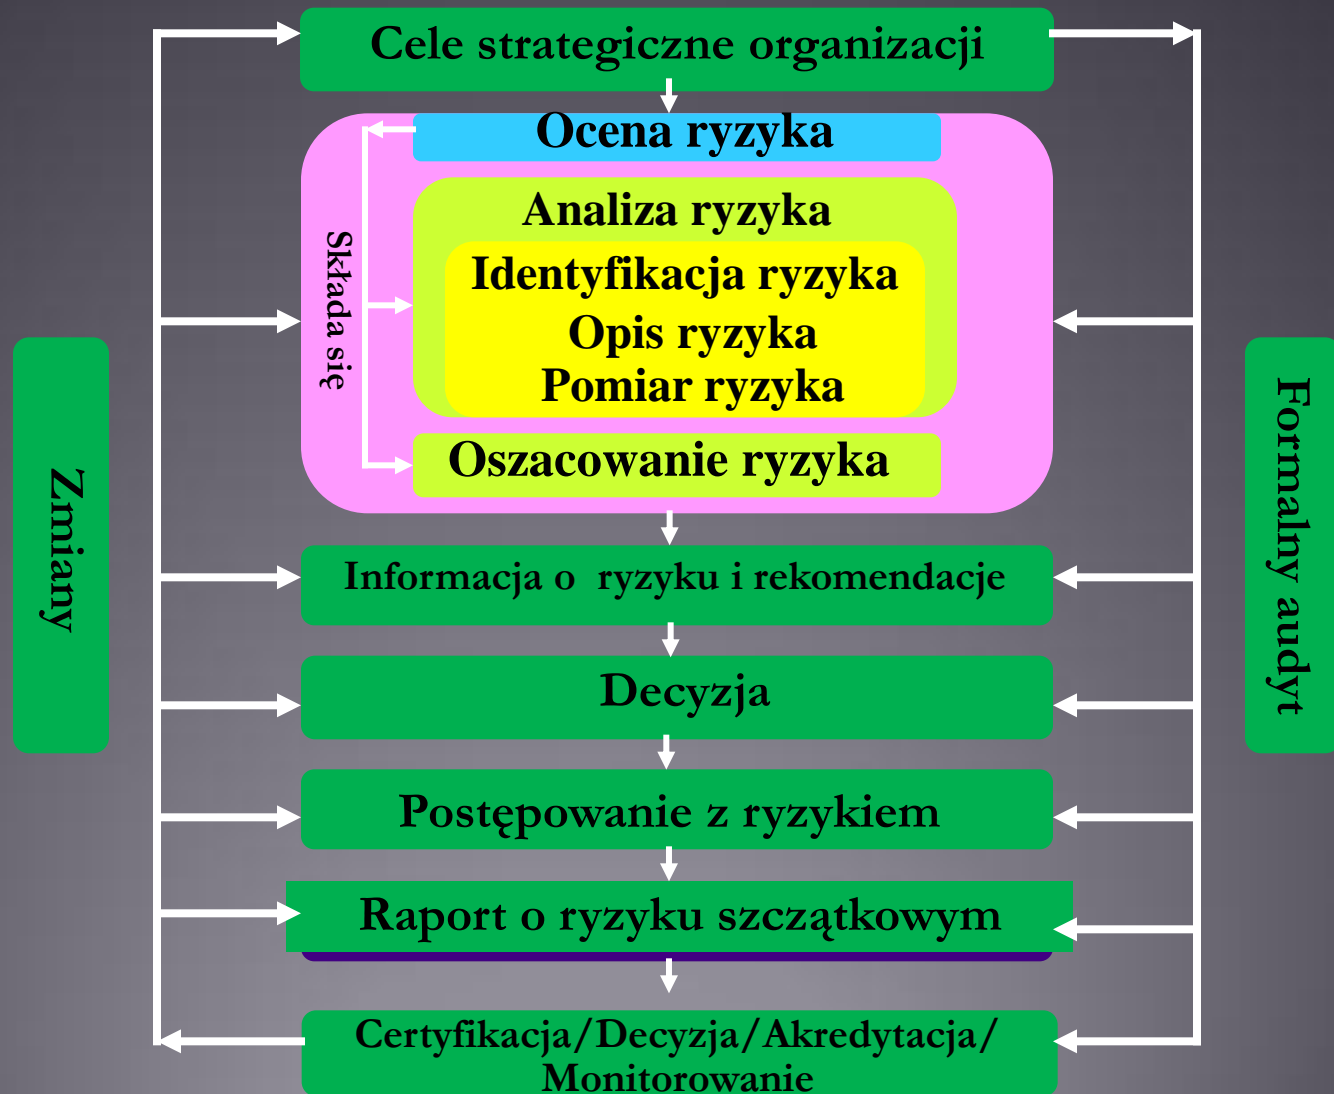 Cele strategiczne organizacji
Ocena ryzyka
Składa się
Analiza ryzyka
Identyfikacja ryzyka
Opis ryzyka
Pomiar ryzyka
Oszacowanie ryzyka
Zmiany
Formalny audyt
Informacja o ryzyku i rekomendacje
Decyzja
Postępowanie z ryzykiem
Raport o ryzyku szczątkowym
Certyfikacja/Decyzja/Akredytacja/
Monitorowanie